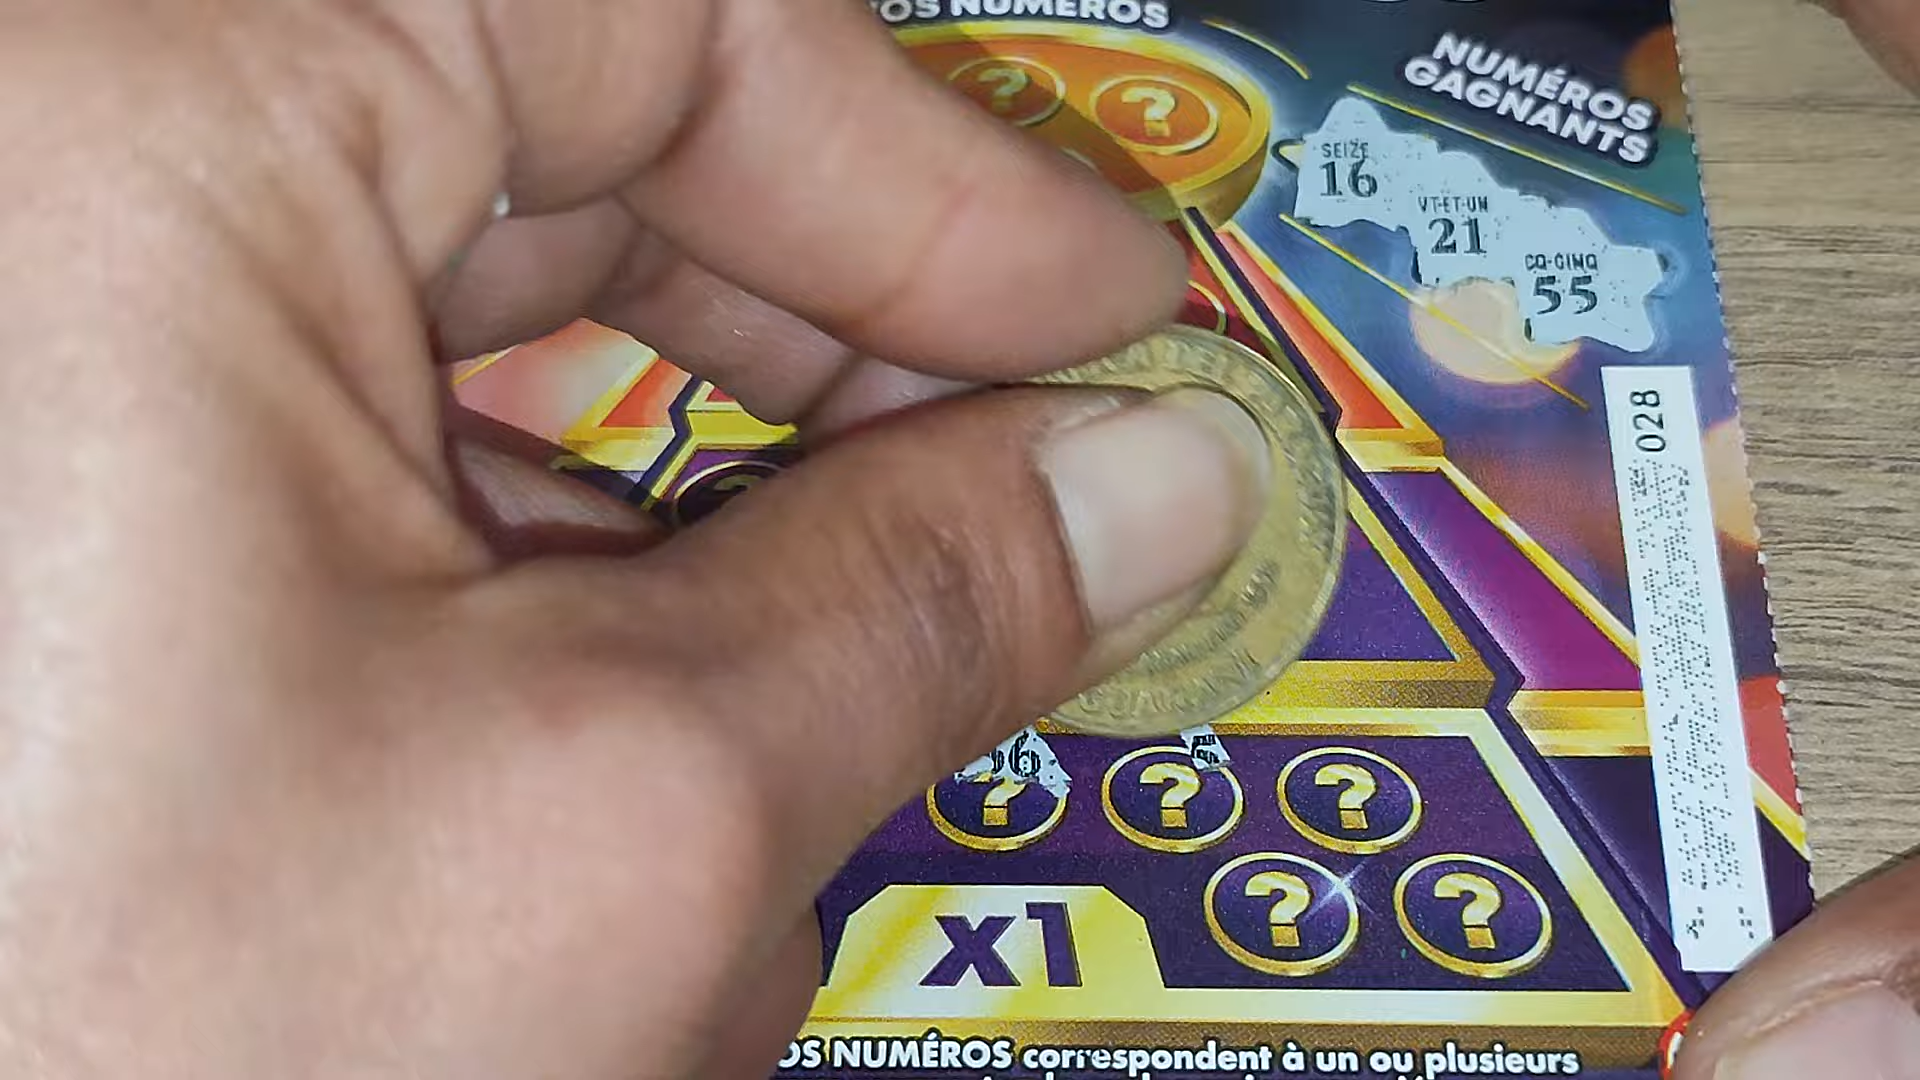 OS NUMÉROS
NUMÉROS
GAGNANTS
SEIZE
16
VT-ET-UN
21
CQ-CINQ
55
028
x1
OS NUMÉROS correspondent à un ou plusieurs